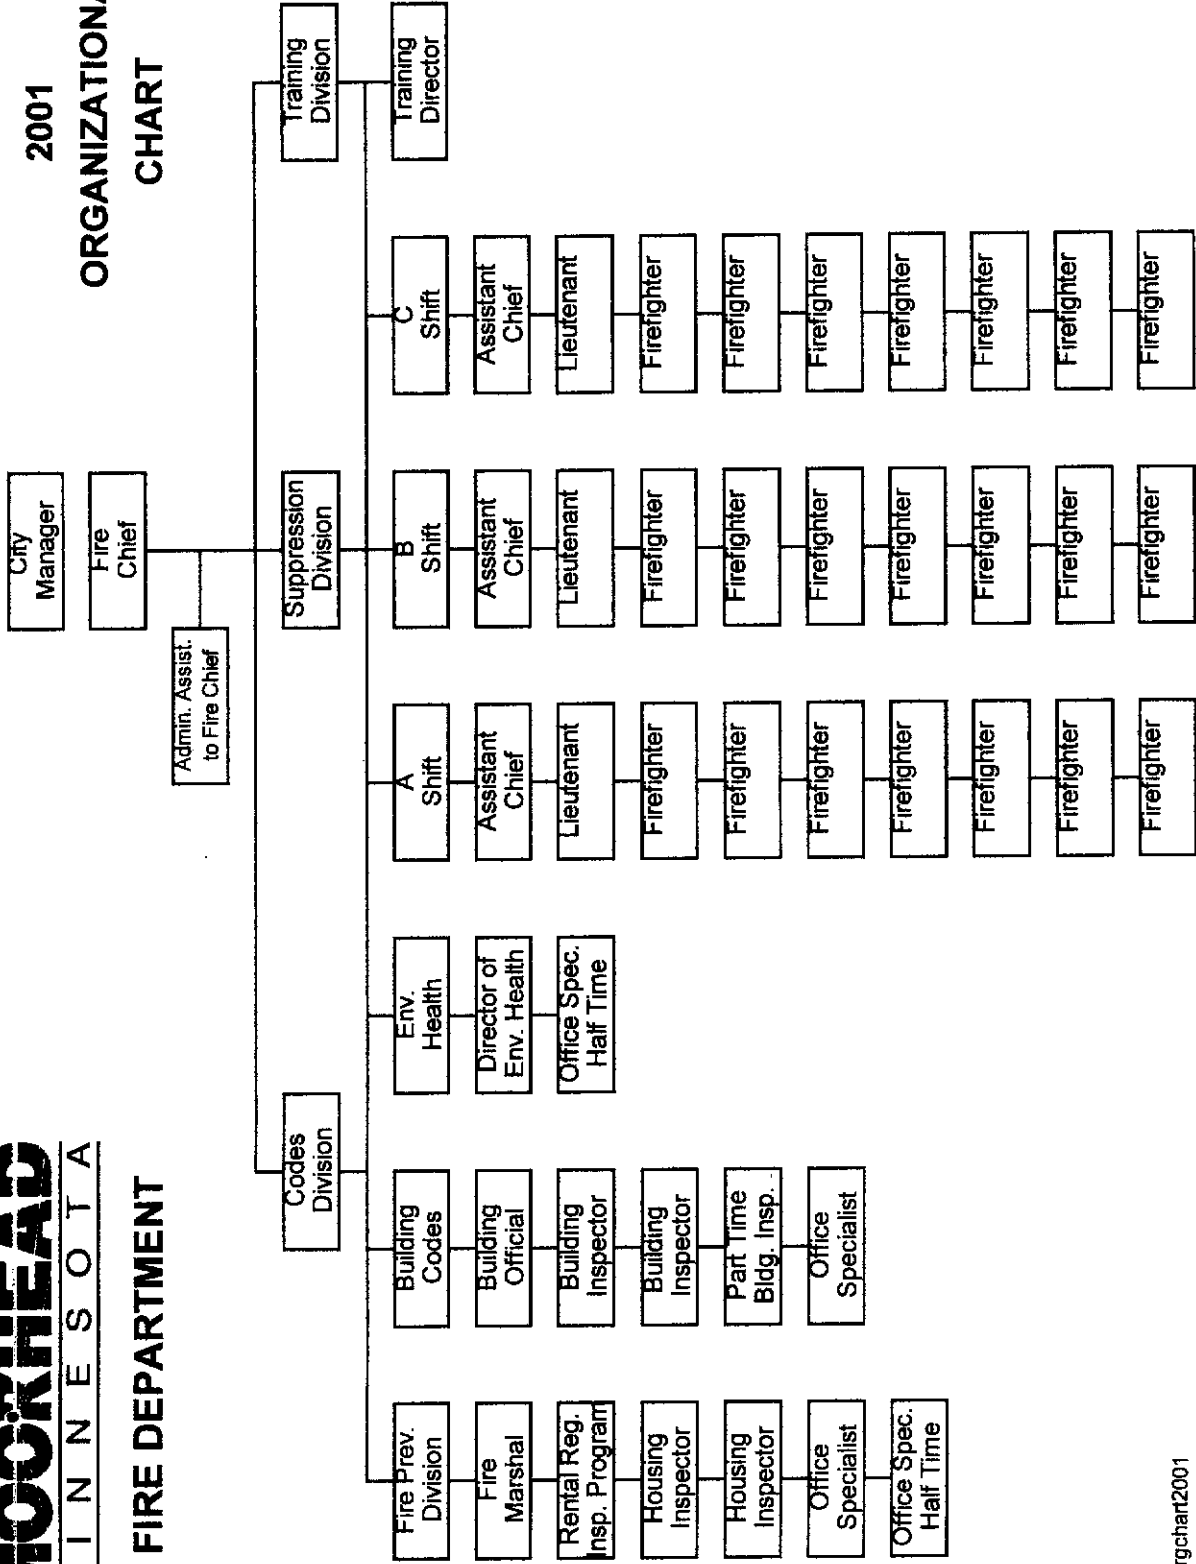 MOORHEAD
I N N E S O T A
FIRE DEPARTMENT
2001
ORGANIZATIONA
CHART
City
Manager
Fire
Chief
Admin. Assist.
to Fire Chief
Codes
Division
Suppression
Division
Training
Division
Fire Prev.
Division
Fire
Marshal
Rental Reg.
Insp. Program
Housing
Inspector
Housing
Inspector
Office
Specialist
Office Spec.
Half Time
Building
Codes
Building
Official
Building
Inspector
Building
Inspector
Part Time
Bldg. Insp.
Office
Specialist
Env.
Health
Director of
Env. Health
Office Spec.
Half Time
A
Shift
Assistant
Chief
Lieutenant
Firefighter
Firefighter
Firefighter
Firefighter
Firefighter
Firefighter
Firefighter
B
Shift
Assistant
Chief
Lieutenant
Firefighter
Firefighter
Firefighter
Firefighter
Firefighter
Firefighter
Firefighter
C
Shift
Assistant
Chief
Lieutenant
Firefighter
Firefighter
Firefighter
Firefighter
Firefighter
Firefighter
Firefighter
Training
Director
rgchart2001